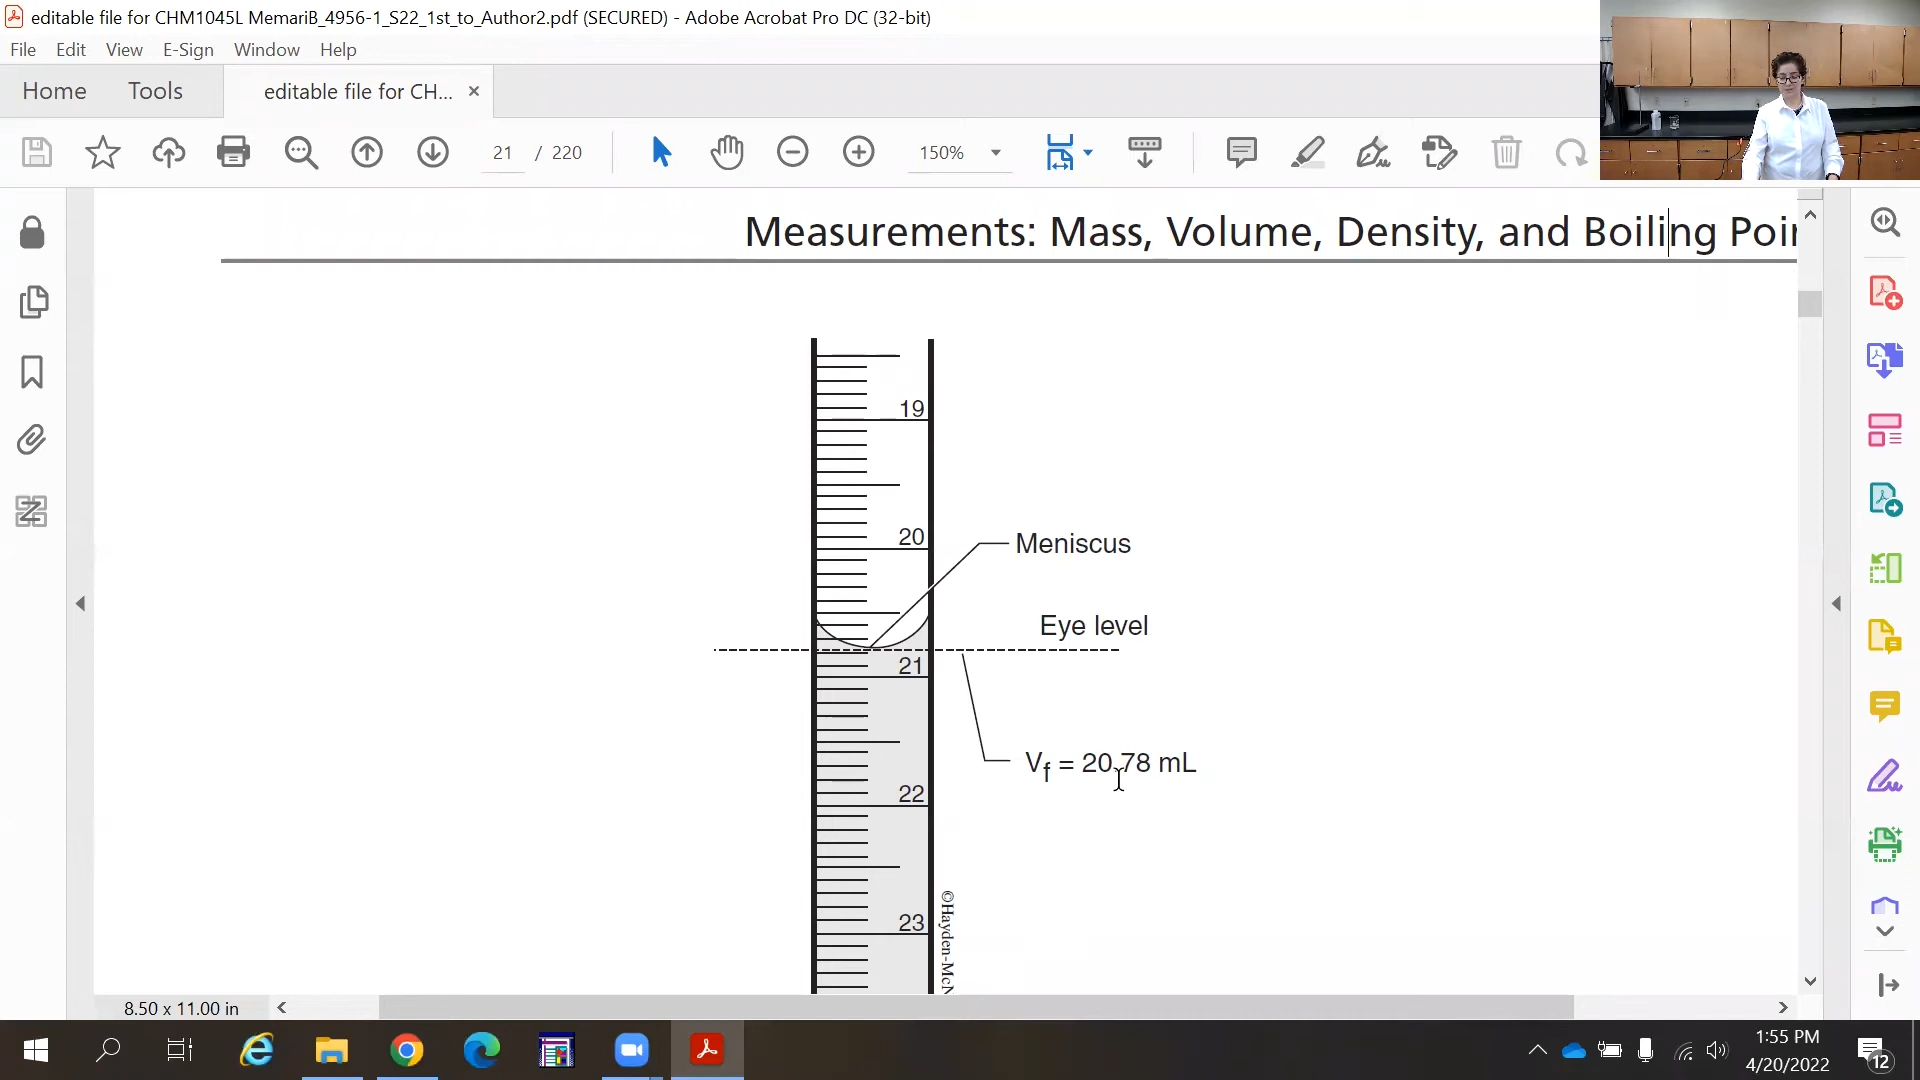 editable file for CHM1045L MemariB_4956-1_S22_1st_to_Author2.pdf (SECURED) - Adobe Acrobat Pro DC (32-bit)
File Edit View E-Sign Window Help
Home Tools editable file for CH... ×
21 / 220 150%
Measurements: Mass, Volume, Density, and Boiling Poin
19
20
Meniscus
Eye level
21
Vf = 20.78 mL
22
23
©Hayden-McN
8.50 x 11.00 in
1:55 PM
4/20/2022
12